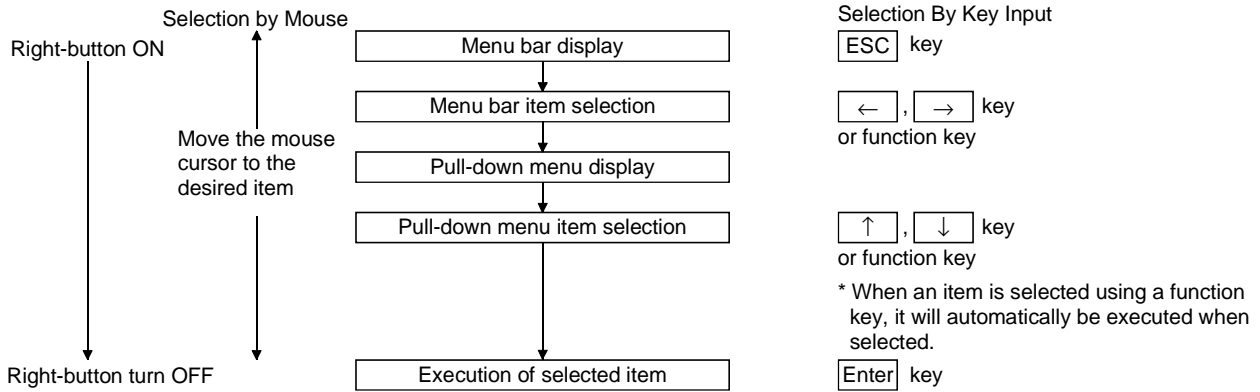 Selection by Mouse
Right-button ON
Move the mouse
cursor to the
desired item
Right-button turn OFF
Menu bar display
Menu bar item selection
Pull-down menu display
Pull-down menu item selection
Execution of selected item
Selection By Key Input
ESC key
← , → key
or function key
↑ , ↓ key
or function key
* When an item is selected using a function
key, it will automatically be executed when
selected.
Enter key